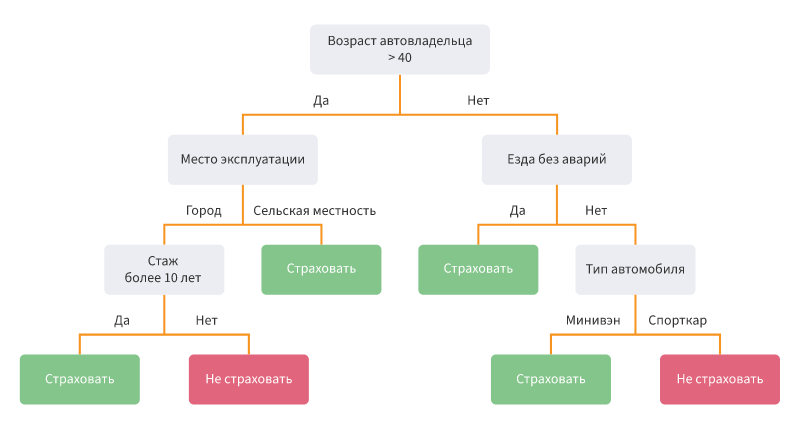 Возраст автовладельца
> 40
Да
Нет
Место эксплуатации
Езда без аварий
Город
Сельская местность
Да
Нет
Стаж
более 10 лет
Страховать
Страховать
Тип автомобиля
Да
Нет
Минивэн
Спорткар
Страховать
Не страховать
Страховать
Не страховать